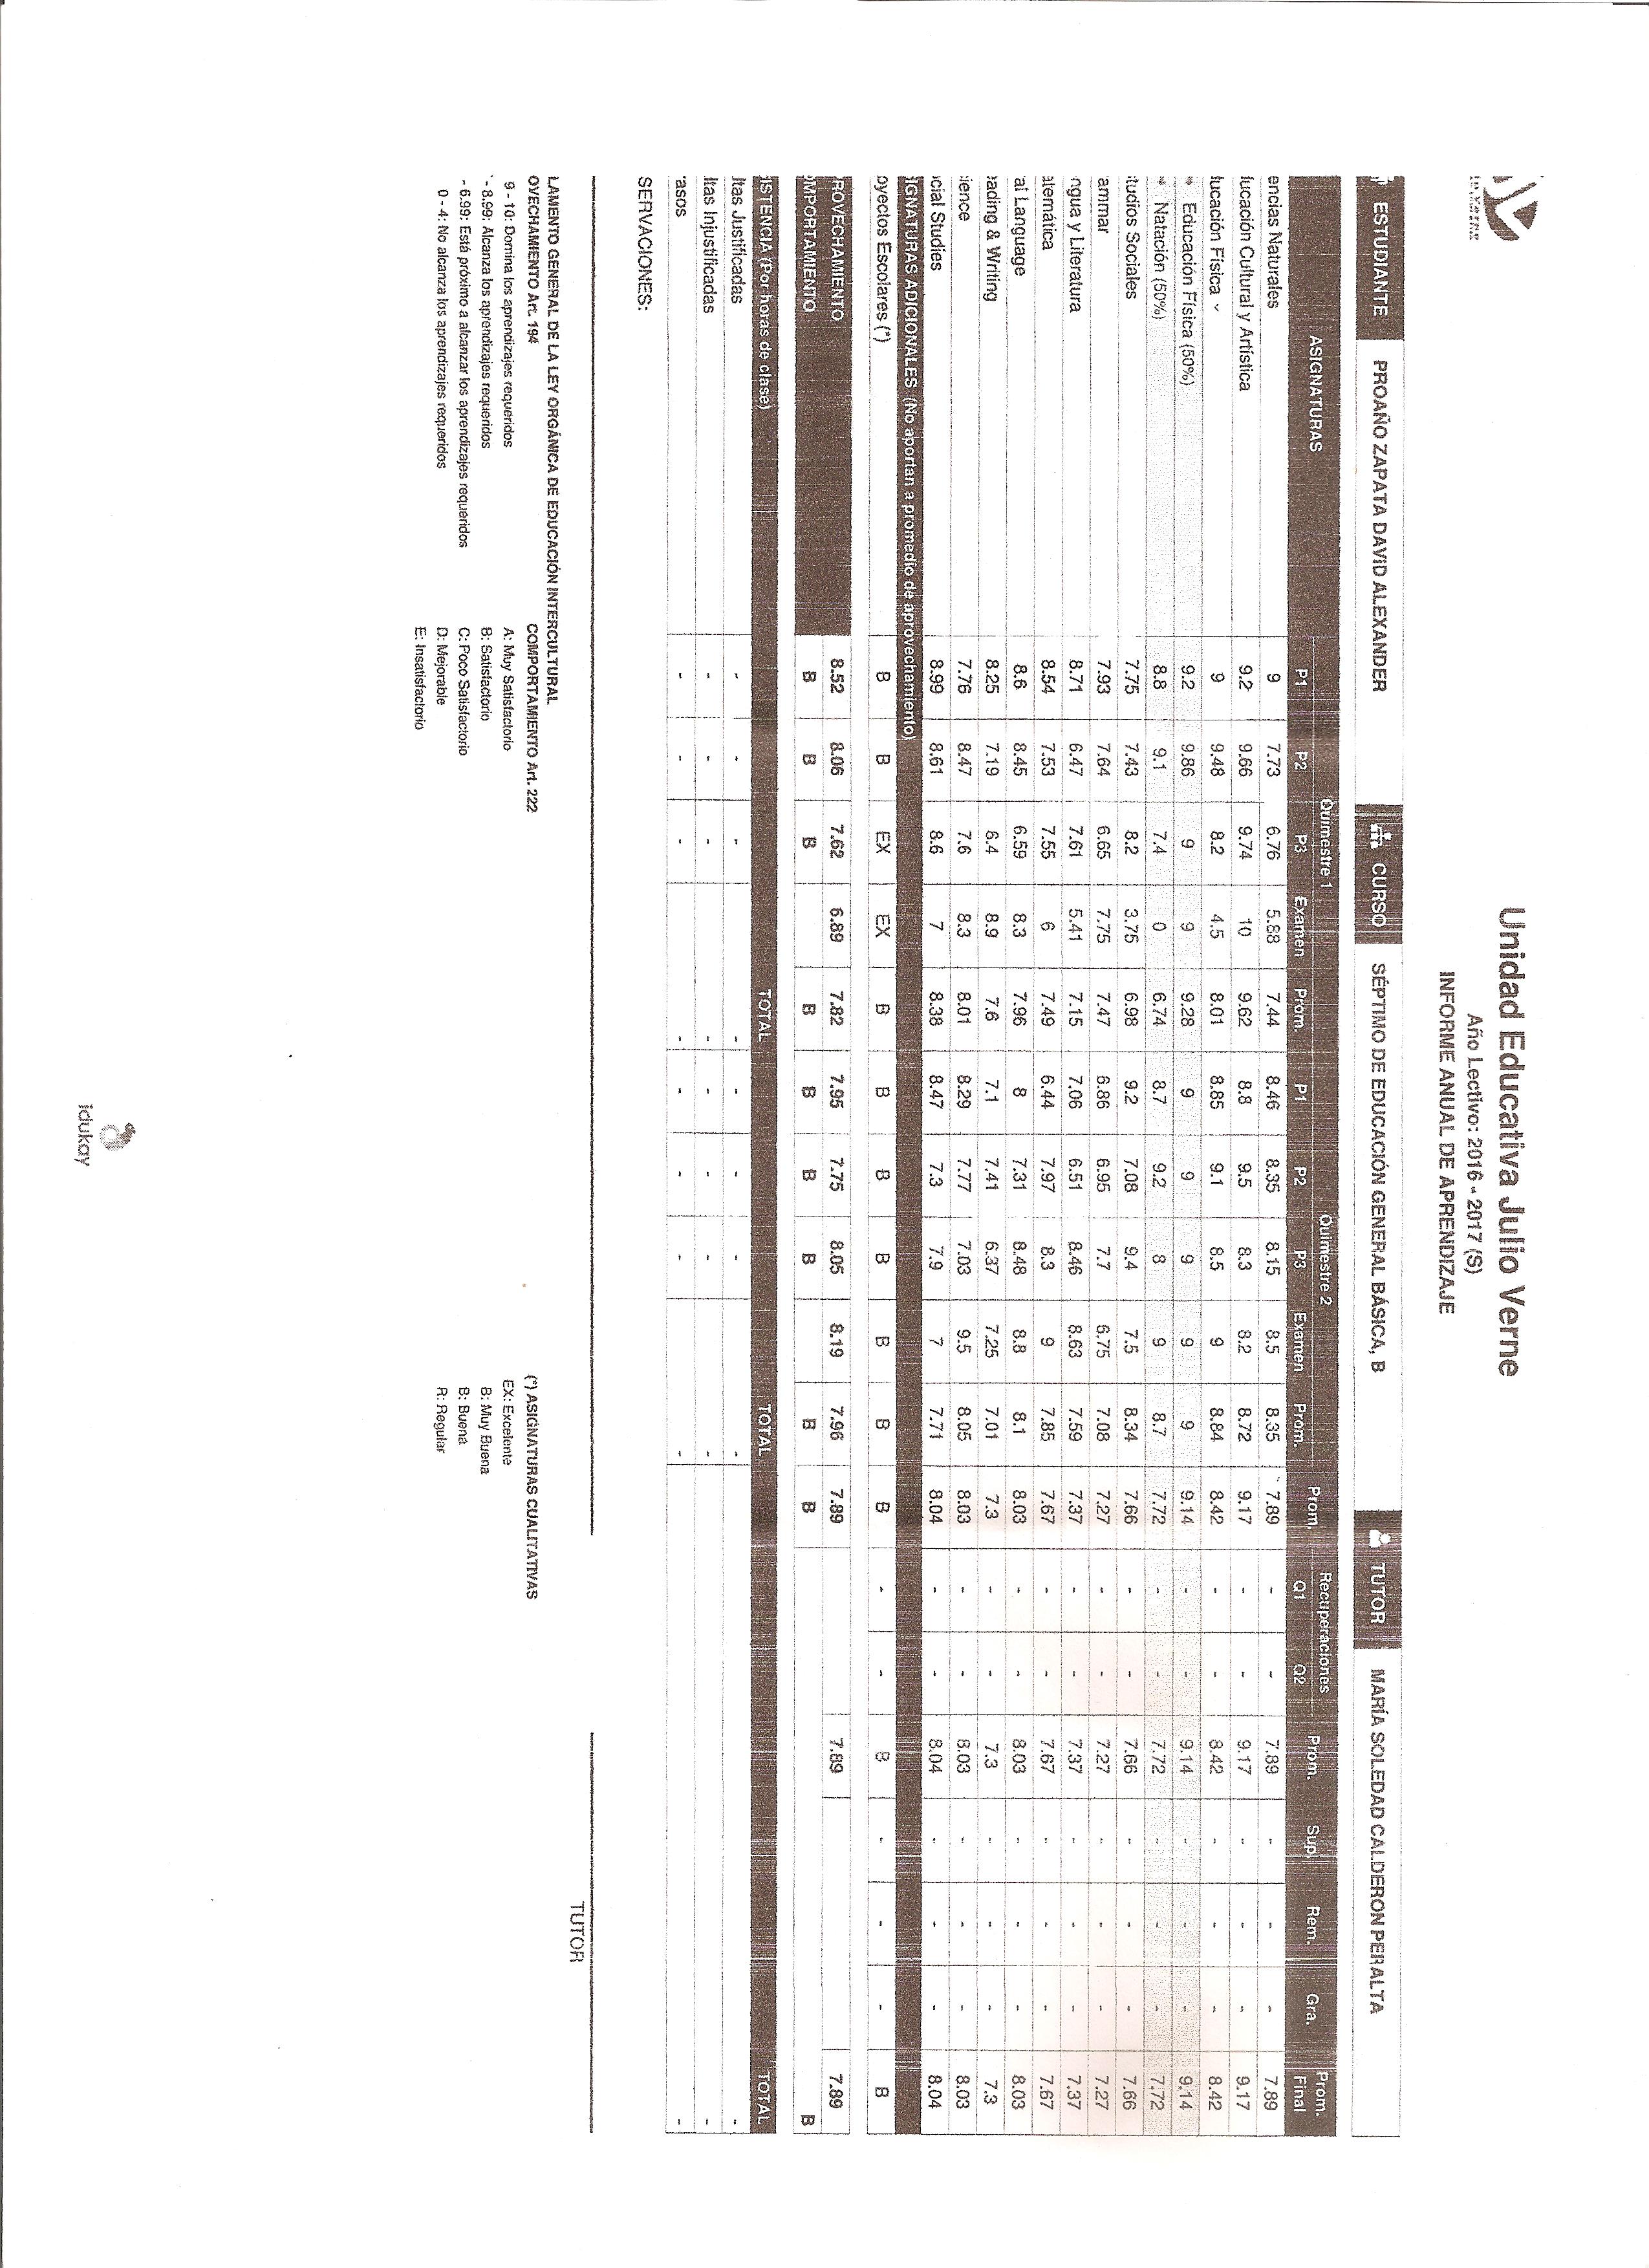 Unidad Educativa Julio Verne
Año Lectivo: 2016 - 2017 (S)
INFORME ANUAL DE APRENDIZAJE
ESTUDIANTE PROAÑO ZAPATA DAVID ALEXANDER CURSO SÉPTIMO DE EDUCACIÓN GENERAL BÁSICA, B TUTOR MARÍA SOLEDAD CALDERON PERALTA
ASIGNATURAS Quimestre 1 Quimestre 2 Prom. Recuperaciones Prom. Sup. Rem. Gra. Prom. Final
P1 P2 P3 Examen Prom. P1 P2 P3 Examen Prom. Q1 Q2
encias Naturales 9 7.73 6.76 5.88 7.44 8.46 8.35 8.15 8.5 8.35 7.89 - - 7.89 - - - 7.89
lucación Cultural y Artística 9.2 9.66 9.74 10 9.62 8.8 9.5 8.3 8.2 8.72 9.17 - - 9.17 - - - 9.17
lucación Física 9 9.48 8.2 4.5 8.01 8.85 9.1 8.5 9 8.84 8.42 - - 8.42 - - - 8.42
Educación Física (50%) 9.2 9.86 9 9 9.28 9 9 9 9 9 9.14 - - 9.14 - - - 9.14
Natación (50%) 8.8 9.1 7.4 0 6.74 8.7 9.2 8 9 8.7 7.72 - - 7.72 - - - 7.72
tudios Sociales 7.75 7.43 8.2 3.75 6.98 9.2 7.08 9.4 7.5 8.34 7.66 - - 7.66 - - - 7.66
ammar 7.93 7.64 6.65 7.75 7.47 6.86 6.95 7.7 6.75 7.08 7.27 - - 7.27 - - - 7.27
ngua y Literatura 8.71 6.47 7.61 5.41 7.15 7.06 6.51 8.46 8.63 7.59 7.37 - - 7.37 - - - 7.37
atemática 8.54 7.53 7.55 6 7.49 6.44 7.97 8.3 9 7.85 7.67 - - 7.67 - - - 7.67
al Language 8.6 8.45 6.59 8.3 7.96 8 7.31 8.48 8.8 8.1 8.03 - - 8.03 - - - 8.03
eading & Writing 8.25 7.19 6.4 8.9 7.6 7.1 7.41 6.37 7.25 7.01 7.3 - - 7.3 - - - 7.3
ience 7.76 8.47 7.6 8.3 8.01 8.29 7.77 7.03 9.5 8.05 8.03 - - 8.03 - - - 8.03
cial Studies 8.99 8.61 8.6 7 8.38 8.47 7.3 7.9 7 7.71 8.04 - - 8.04 - - - 8.04
IGNATURAS ADICIONALES (No aportan a promedio de aprovechamiento)
oyectos Escolares (*) B B EX EX B B B B B B B - - B - - - B
ROVECHAMIENTO 8.52 8.06 7.62 6.89 7.82 7.95 7.75 8.05 8.19 7.96 7.89 7.89 7.89
OMPORTAMIENTO B B B B B B B B B B
ISTENCIA (Por horas de clase) TOTAL TOTAL TOTAL
ltas Justificadas - - - - - - - - -
ltas Injustificadas - - - - - - - - -
rasos - - - - - - - - -
SERVACIONES:
TUTOR
LAMENTO GENERAL DE LA LEY ORGÁNICA DE EDUCACIÓN INTERCULTURAL
OVECHAMIENTO Art. 194 COMPORTAMIENTO Art. 222 (*) ASIGNATURAS CUALITATIVAS
9 - 10: Domina los aprendizajes requeridos A: Muy Satisfactorio EX: Excelente
- 8.99: Alcanza los aprendizajes requeridos B: Satisfactorio B: Muy Buena
- 6.99: Está próximo a alcanzar los aprendizajes requeridos C: Poco Satisfactorio B: Buena
0 - 4: No alcanza los aprendizajes requeridos D: Mejorable R: Regular
E: Insatisfactorio
idukay